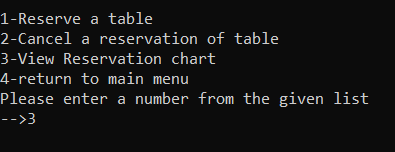 1-Reserve a table
2-Cancel a reservation of table
3-View Reservation chart
4-return to main menu
Please enter a number from the given list
-->3